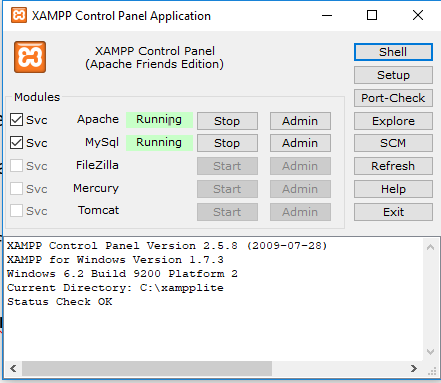 XAMPP Control Panel Application
XAMPP Control Panel
(Apache Friends Edition)
Shell
Setup
Port-Check
Explore
SCM
Refresh
Help
Exit
Modules
Svc Apache Running Stop Admin
Svc MySql Running Stop Admin
Svc FileZilla Start Admin
Svc Mercury Start Admin
Svc Tomcat Start Admin
XAMPP Control Panel Version 2.5.8 (2009-07-28)
XAMPP for Windows Version 1.7.3
Windows 6.2 Build 9200 Platform 2
Current Directory: C:\xampplite
Status Check OK